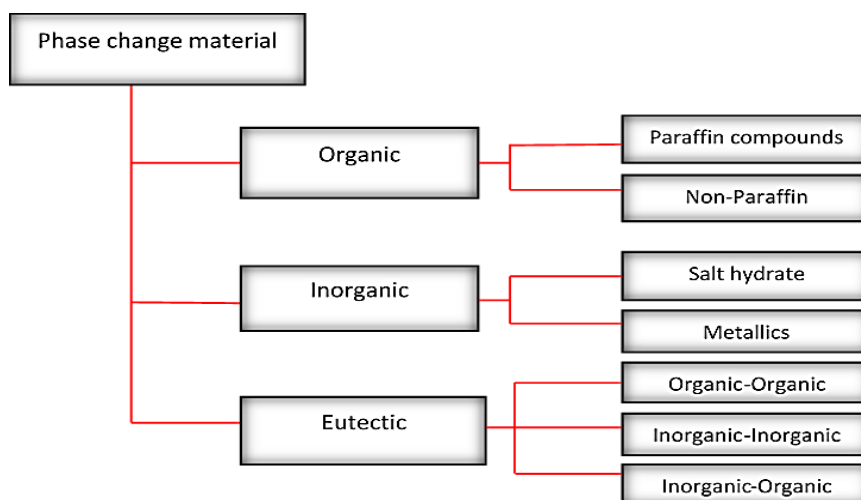 Phase change material
Organic
Paraffin compounds
Non-Paraffin
Inorganic
Salt hydrate
Metallics
Eutectic
Organic-Organic
Inorganic-Inorganic
Inorganic-Organic